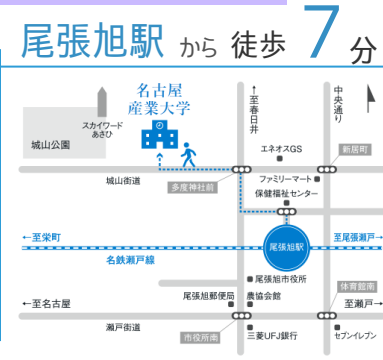 尾張旭駅 から 徒歩 7 分
名古屋
産業大学
↑至春日井
中央通り
スカイワード
あさひ
城山公園
エネオスGS
新居町
城山街道
多度神社前
ファミリーマート
保健福祉センター
←至栄町
尾張旭駅
至尾張瀬戸→
名鉄瀬戸線
尾張旭市役所
体育館南
尾張旭郵便局
農協会館
←至名古屋
至瀬戸→
瀬戸街道
市役所南
三菱UFJ銀行
セブンイレブン